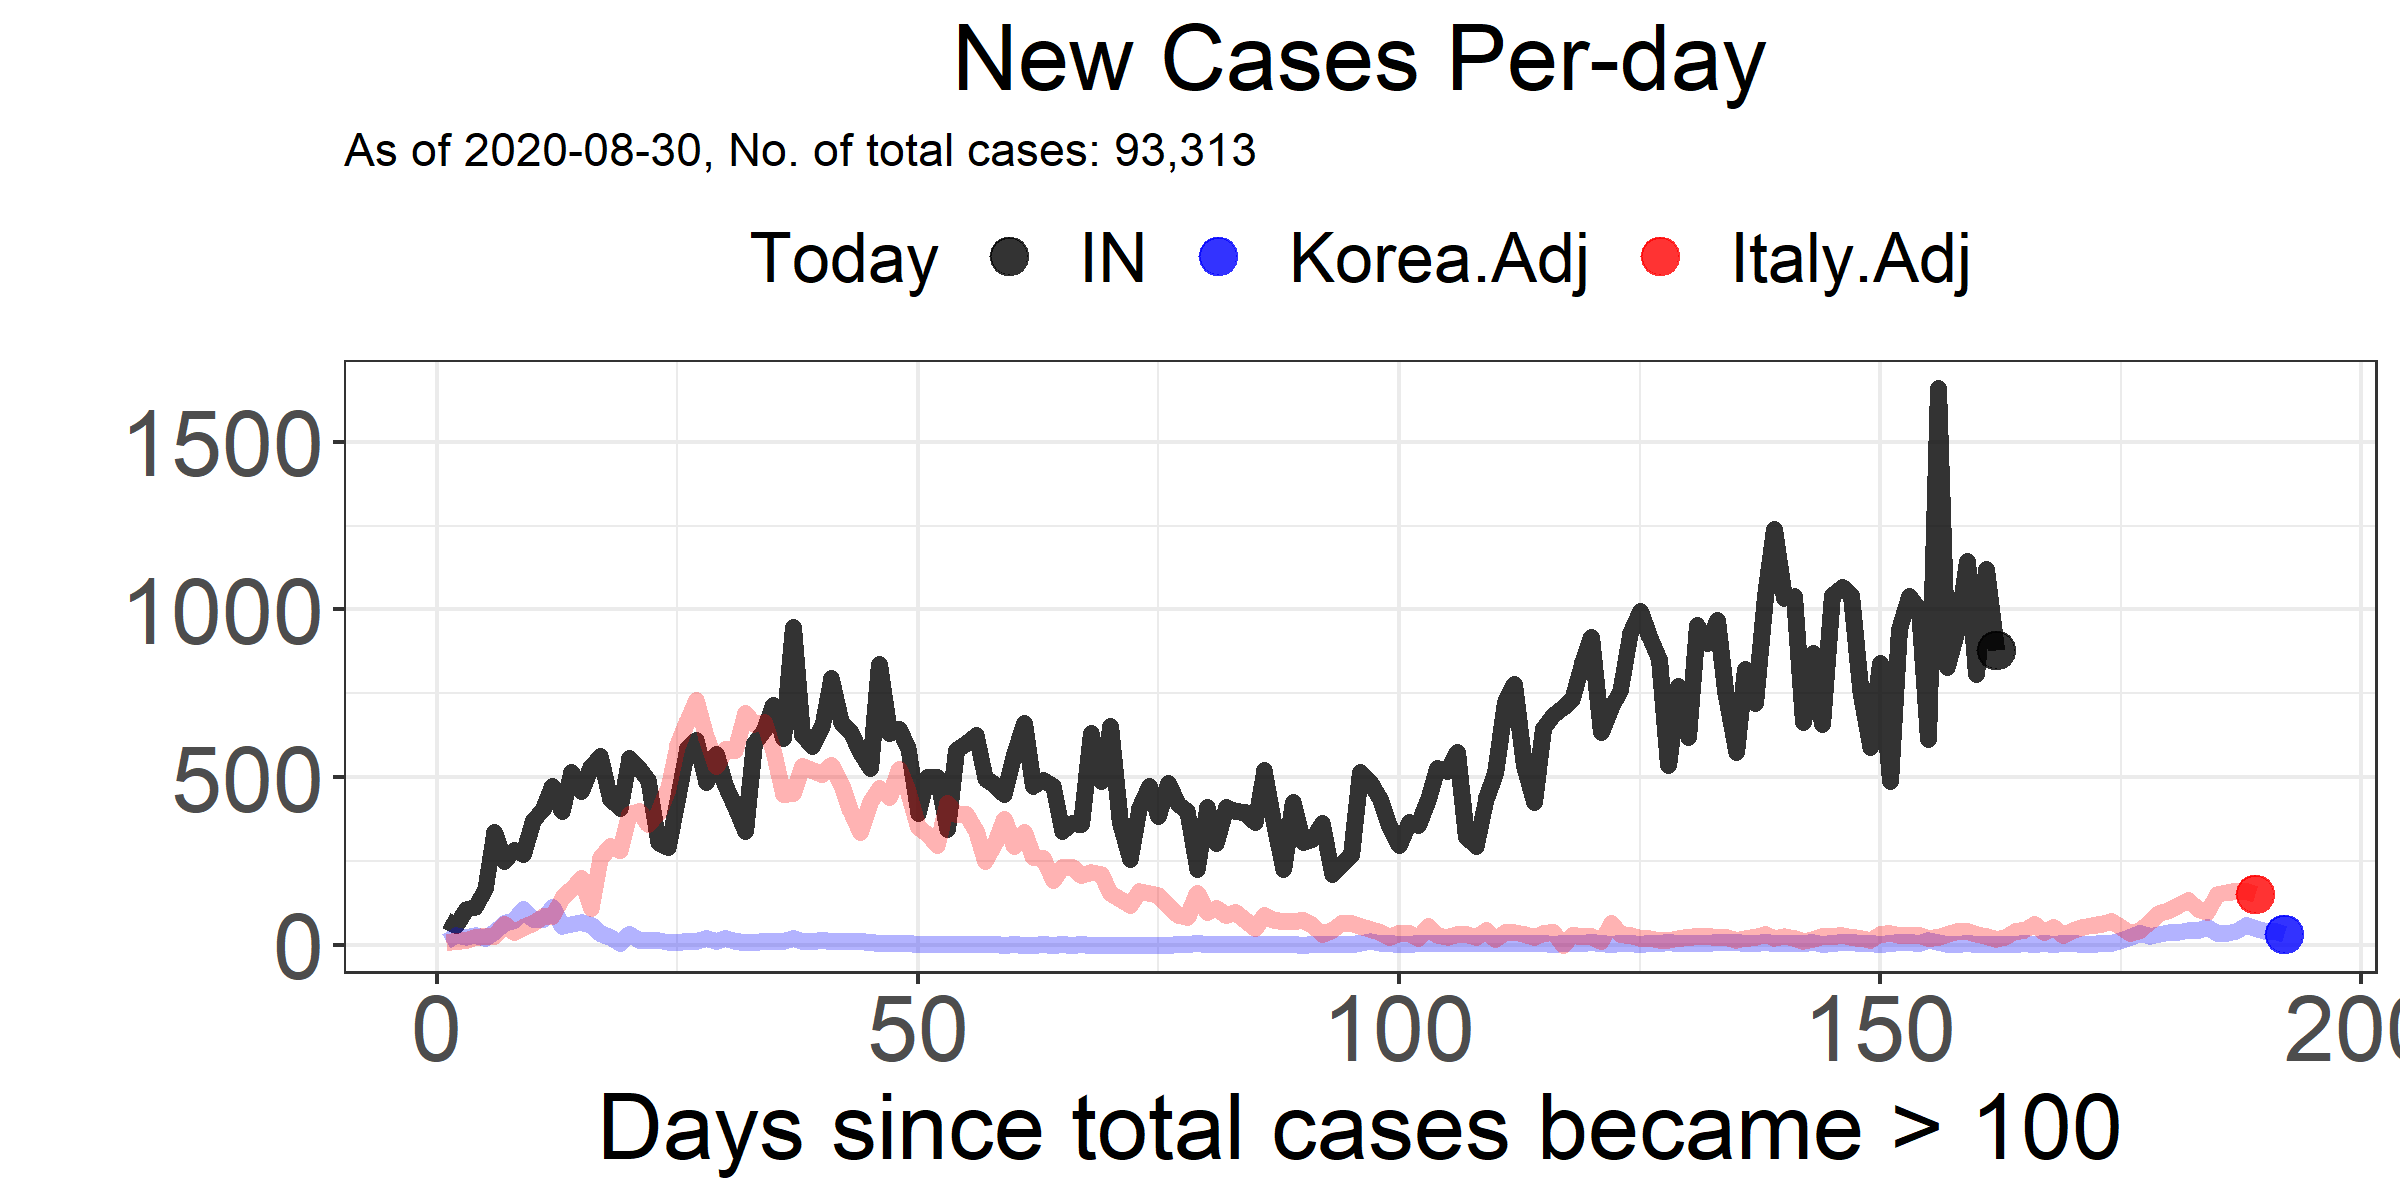 New Cases Per-day
As of 2020-08-30, No. of total cases: 93,313
Today IN Korea.Adj Italy.Adj
1500
1000
500
0
0 50 100 150 200
Days since total cases became > 100